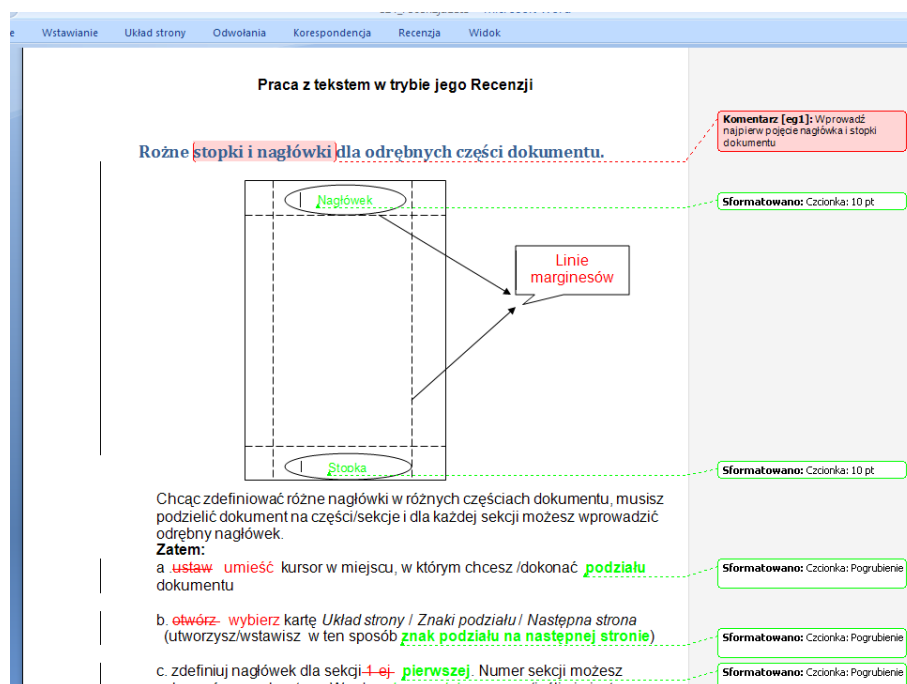 Wstawianie Układ strony Odwołania Korespondencja Recenzja Widok
Praca z tekstem w trybie jego Recenzji
Komentarz [eg1]: Wprowadź
najpierw pojęcie nagłówka i stopki
dokumentu
Rożne stopki i nagłówki dla odrębnych części dokumentu.
Nagłówek
Sformatowano: Czcionka: 10 pt
Linie
marginesów
Stopka
Sformatowano: Czcionka: 10 pt
Chcąc zdefiniować różne nagłówki w różnych częściach dokumentu, musisz
podzielić dokument na części/sekcje i dla każdej sekcji możesz wprowadzić
odrębny nagłówek.
Zatem:
a .ustaw umieść kursor w miejscu, w którym chcesz /dokonać podziału
dokumentu
Sformatowano: Czcionka: Pogrubienie
b. otwórz wybierz kartę Układ strony / Znaki podziału / Następna strona
(utworzysz/wstawisz w ten sposób znak podziału na następnej stronie)
Sformatowano: Czcionka: Pogrubienie
c. zdefiniuj nagłówek dla sekcji 1-ej pierwszej. Numer sekcji możesz
Sformatowano: Czcionka: Pogrubienie